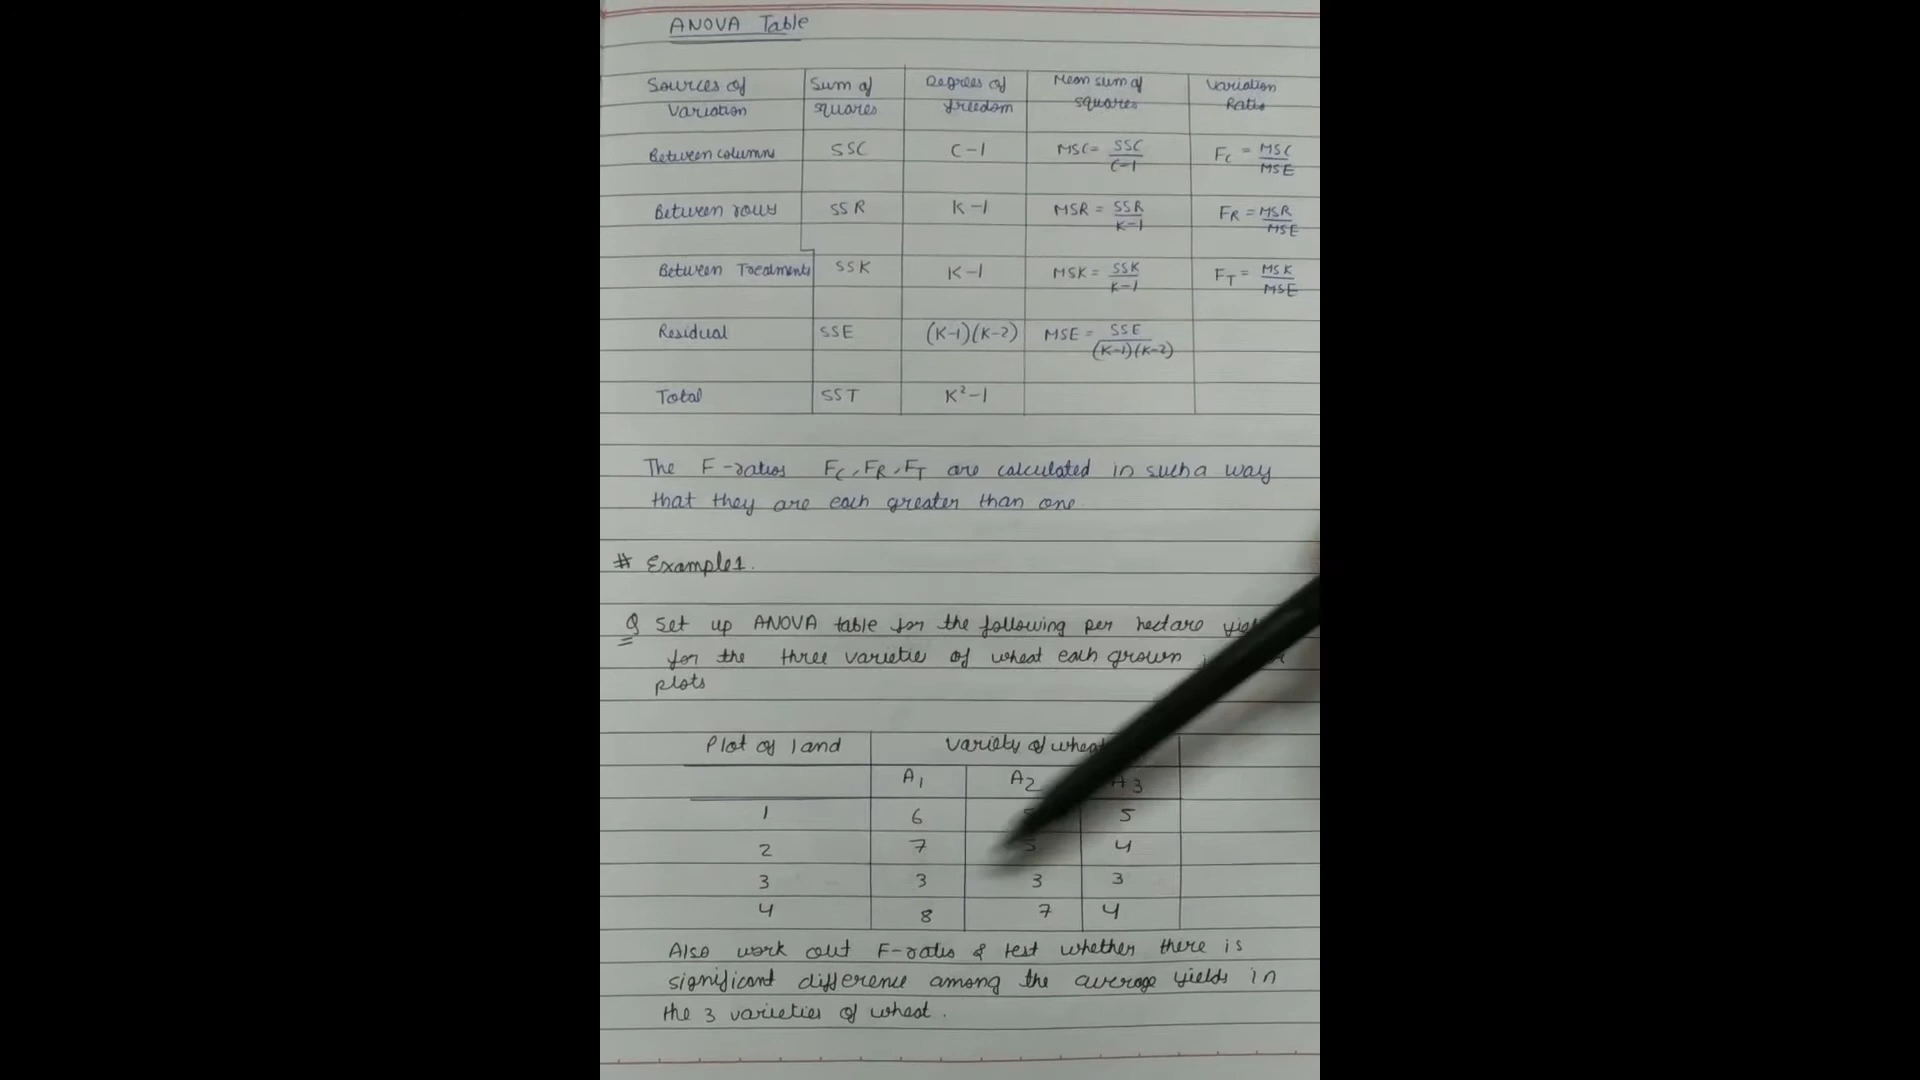 ANOVA Table
Sources of Variation Sum of squares Degrees of freedom Mean sum of squares Variation Ratio
Between columns SSC C-1 MSC = SSC/C-1 FC = MSC/MSE
Between rows SSR K-1 MSR = SSR/K-1 FR = MSR/MSE
Between Treatments SSK K-1 MSK = SSK/K-1 FT = MSK/MSE
Residual SSE (K-1)(K-2) MSE = SSE/(K-1)(K-2)
Total SST K²-1
The F-ratios FC, FR, FT are calculated in such a way
that they are each greater than one.
# Example 1.
Q Set up ANOVA table for the following per hectare
for the three varietie of wheat each grown
plots
Plot of land Variety of wheat
A1 A2 A3
1 6 5
2 7 4
3 3 3 3
4 8 7 4
Also work out F-ratio & test whether there is
significant difference among the average yields in
the 3 varieties of wheat.